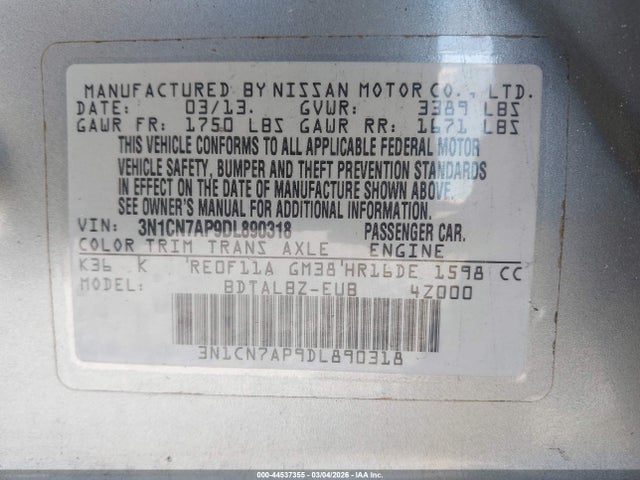 MANUFACTURED BY NISSAN MOTOR CO., LTD.
DATE: 03/13. GVWR: 3389 LBS
GAWR FR: 1750 LBS GAWR RR: 1671 LBS
THIS VEHICLE CONFORMS TO ALL APPLICABLE FEDERAL MOTOR
VEHICLE SAFETY, BUMPER AND THEFT PREVENTION STANDARDS
IN EFFECT ON THE DATE OF MANUFACTURE SHOWN ABOVE.
SEE OWNER'S MANUAL FOR ADDITIONAL INFORMATION.
VIN: 3N1CN7AP9DL890318 PASSENGER CAR.
COLOR TRIM TRANS AXLE ENGINE
K36 K 'RE0F11A GM38'HR16DE 1598 CC
MODEL: BDTALBZ-EUB 4Z000
3N1CN7AP9DL890318
000-44537355 - 03/04/2026 - IAA Inc.